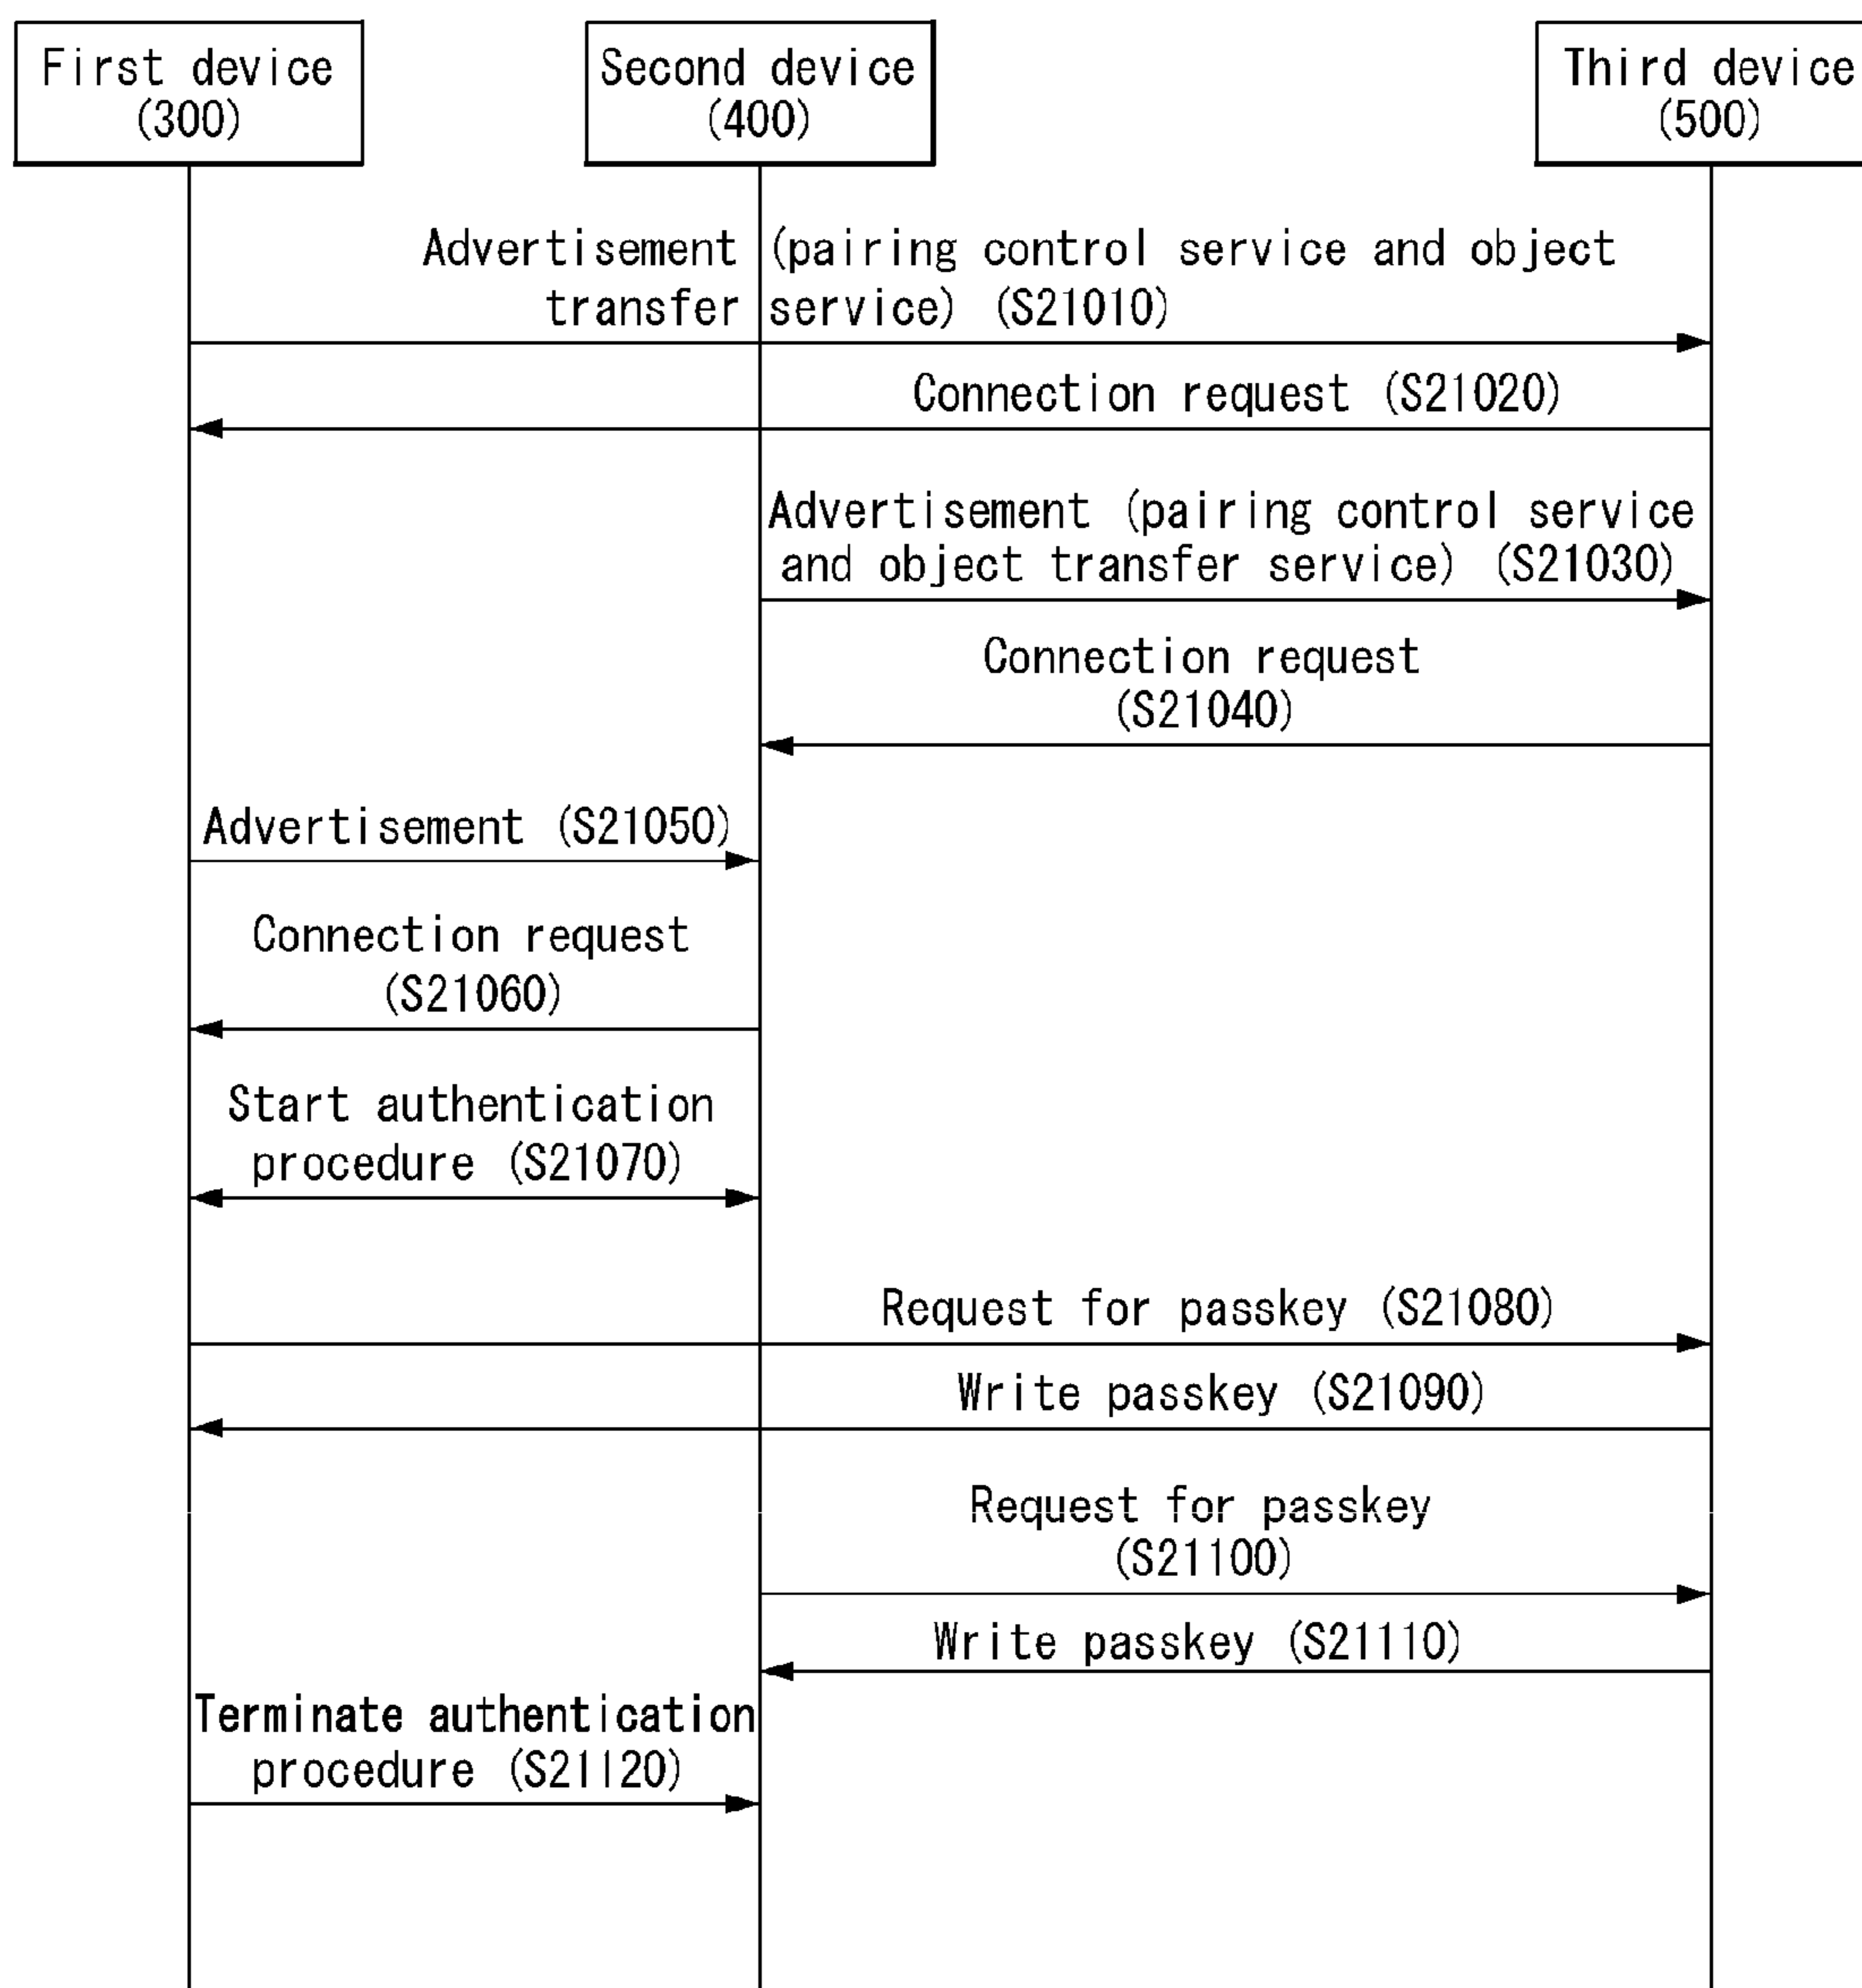 First device
(300)
Second device
(400)
Third device
(500)
Advertisement (pairing control service and object
transfer service) (S21010)
Connection request (S21020)
Advertisement (pairing control service
and object transfer service) (S21030)
Connection request
(S21040)
Advertisement (S21050)
Connection request
(S21060)
Start authentication
procedure (S21070)
Request for passkey (S21080)
Write passkey (S21090)
Request for passkey
(S21100)
Write passkey (S21110)
Terminate authentication
procedure (S21120)